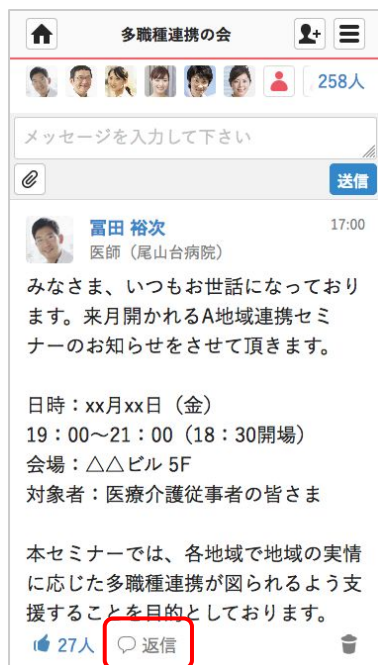 多職種連携の会
258人
メッセージを入力して下さい
送信
冨田 裕次
17:00
医師（尾山台病院）
みなさま、いつもお世話になっており
ます。来月開かれるA地域連携セミ
ナーのお知らせをさせて頂きます。
日時：xx月xx日（金）
19：00〜21：00（18：30開場）
会場：△△ビル 5F
対象者：医療介護従事者の皆さま
本セミナーでは、各地域で地域の実情
に応じた多職種連携が図られるよう支
援することを目的としております。
27人 返信